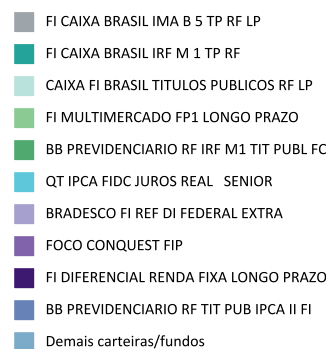 FI CAIXA BRASIL IMA B 5 TP RF LP
FI CAIXA BRASIL IRF M 1 TP RF
CAIXA FI BRASIL TITULOS PUBLICOS RF LP
FI MULTIMERCADO FP1 LONGO PRAZO
BB PREVIDENCIARIO RF IRF M1 TIT PUBL FC
QT IPCA FIDC JUROS REAL SENIOR
BRADESCO FI REF DI FEDERAL EXTRA
FOCO CONQUEST FIP
FI DIFERENCIAL RENDA FIXA LONGO PRAZO
BB PREVIDENCIARIO RF TIT PUB IPCA II FI
Demais carteiras/fundos